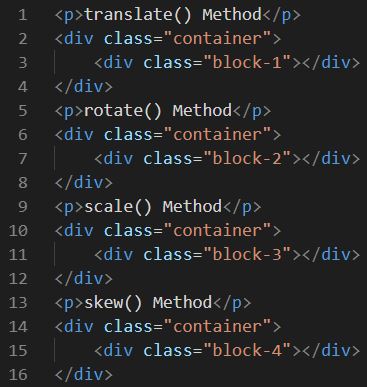 1 <p>translate() Method</p>
2 <div class="container">
3     <div class="block-1"></div>
4 </div>
5 <p>rotate() Method</p>
6 <div class="container">
7     <div class="block-2"></div>
8 </div>
9 <p>scale() Method</p>
10 <div class="container">
11     <div class="block-3"></div>
12 </div>
13 <p>skew() Method</p>
14 <div class="container">
15     <div class="block-4"></div>
16 </div>